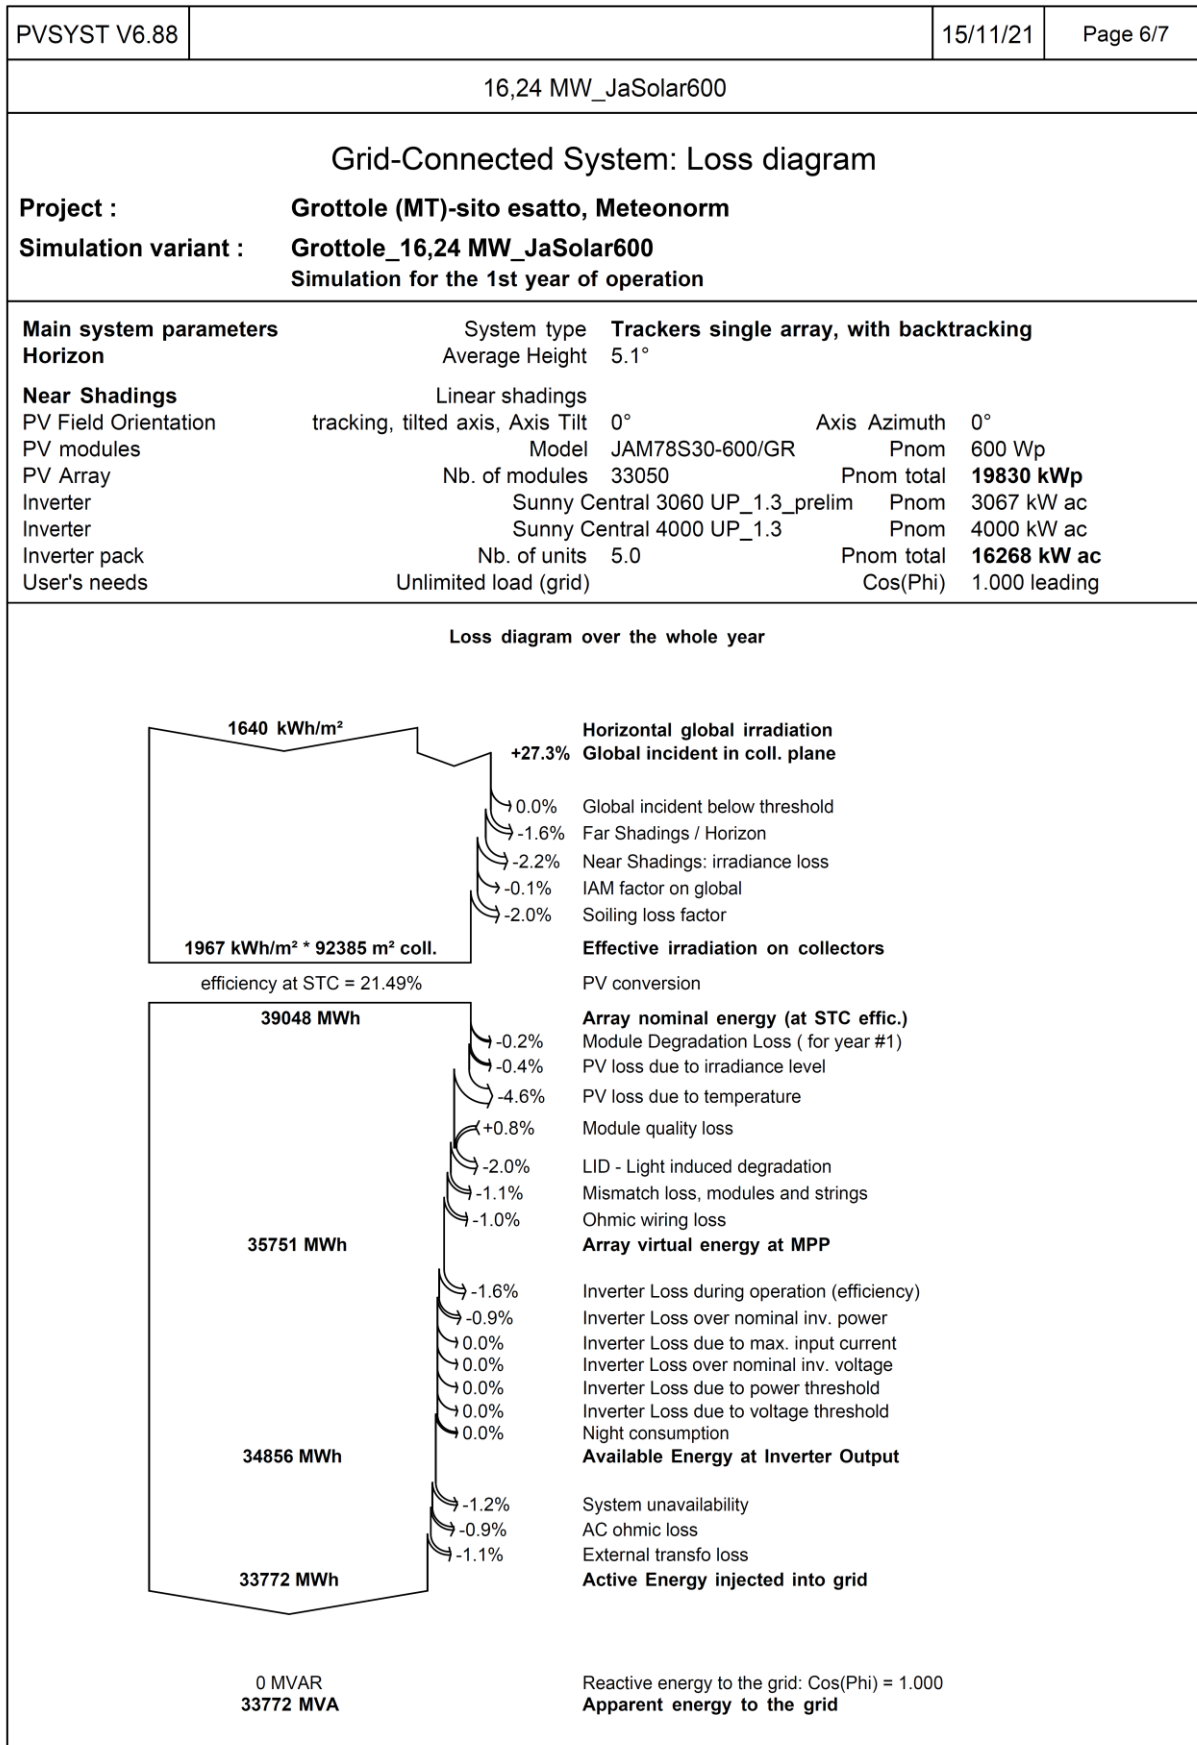 PVSYST V6.88 15/11/21 Page 6/7
16,24 MW_JaSolar600
Grid-Connected System: Loss diagram
Project : Grottole (MT)-sito esatto, Meteonorm
Simulation variant : Grottole_16,24 MW_JaSolar600
Simulation for the 1st year of operation
Main system parameters System type Trackers single array, with backtracking
Horizon Average Height 5.1°
Near Shadings Linear shadings
PV Field Orientation tracking, tilted axis, Axis Tilt 0° Axis Azimuth 0°
PV modules Model JAM78S30-600/GR Pnom 600 Wp
PV Array Nb. of modules 33050 Pnom total 19830 kWp
Inverter Sunny Central 3060 UP_1.3_prelim Pnom 3067 kW ac
Inverter Sunny Central 4000 UP_1.3 Pnom 4000 kW ac
Inverter pack Nb. of units 5.0 Pnom total 16268 kW ac
User's needs Unlimited load (grid) Cos(Phi) 1.000 leading
Loss diagram over the whole year
1640 kWh/m² Horizontal global irradiation
+27.3% Global incident in coll. plane
0.0% Global incident below threshold
-1.6% Far Shadings / Horizon
-2.2% Near Shadings: irradiance loss
-0.1% IAM factor on global
-2.0% Soiling loss factor
1967 kWh/m² * 92385 m² coll. Effective irradiation on collectors
efficiency at STC = 21.49% PV conversion
39048 MWh Array nominal energy (at STC effic.)
-0.2% Module Degradation Loss ( for year #1)
-0.4% PV loss due to irradiance level
-4.6% PV loss due to temperature
+0.8% Module quality loss
-2.0% LID - Light induced degradation
-1.1% Mismatch loss, modules and strings
-1.0% Ohmic wiring loss
35751 MWh Array virtual energy at MPP
-1.6% Inverter Loss during operation (efficiency)
-0.9% Inverter Loss over nominal inv. power
0.0% Inverter Loss due to max. input current
0.0% Inverter Loss over nominal inv. voltage
0.0% Inverter Loss due to power threshold
0.0% Inverter Loss due to voltage threshold
0.0% Night consumption
34856 MWh Available Energy at Inverter Output
-1.2% System unavailability
-0.9% AC ohmic loss
-1.1% External transfo loss
33772 MWh Active Energy injected into grid
0 MVAR Reactive energy to the grid: Cos(Phi) = 1.000
33772 MVA Apparent energy to the grid